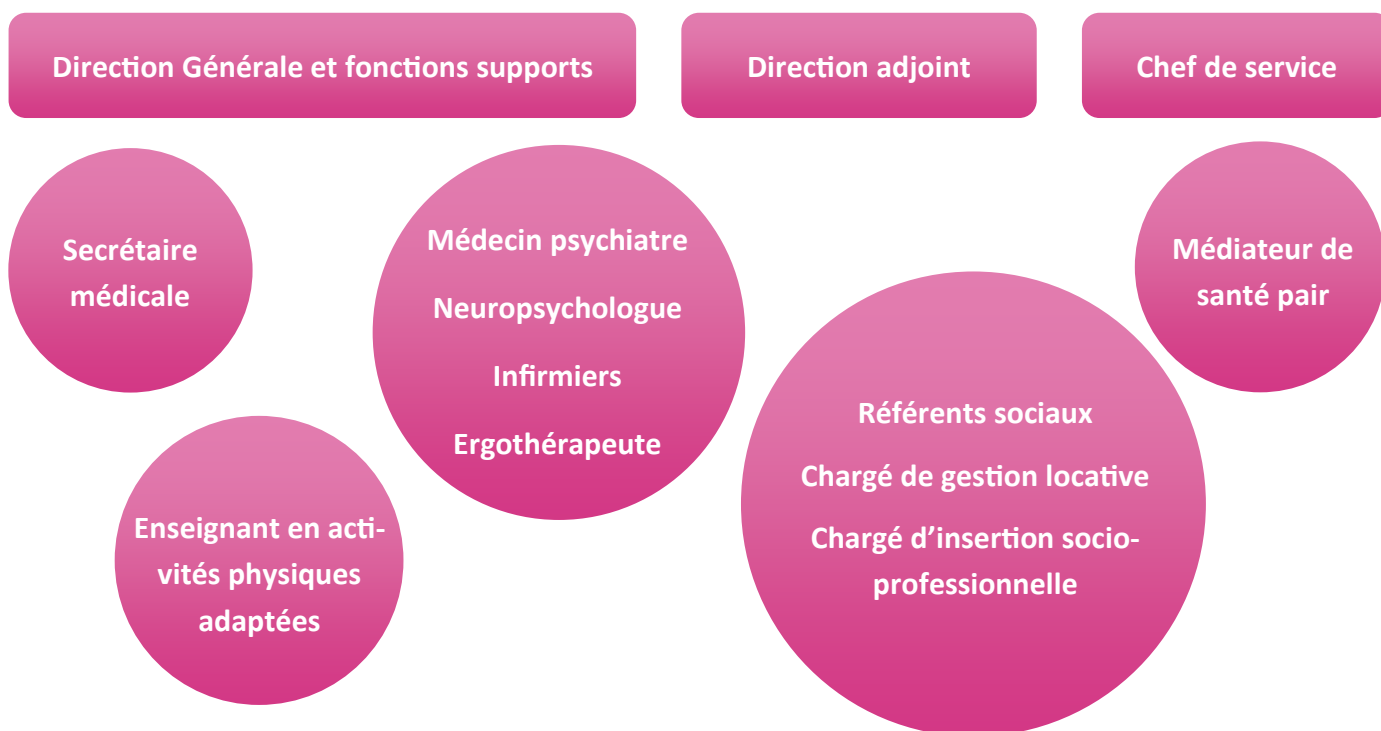 Direction Générale et fonctions supports
Direction adjoint
Chef de service
Secrétaire
médicale
Médecin psychiatre
Neuropsychologue
Infirmiers
Ergothérapeute
Médiateur de
santé pair
Enseignant en acti-
vités physiques
adaptées
Référents sociaux
Chargé de gestion locative
Chargé d’insertion socio-
professionnelle